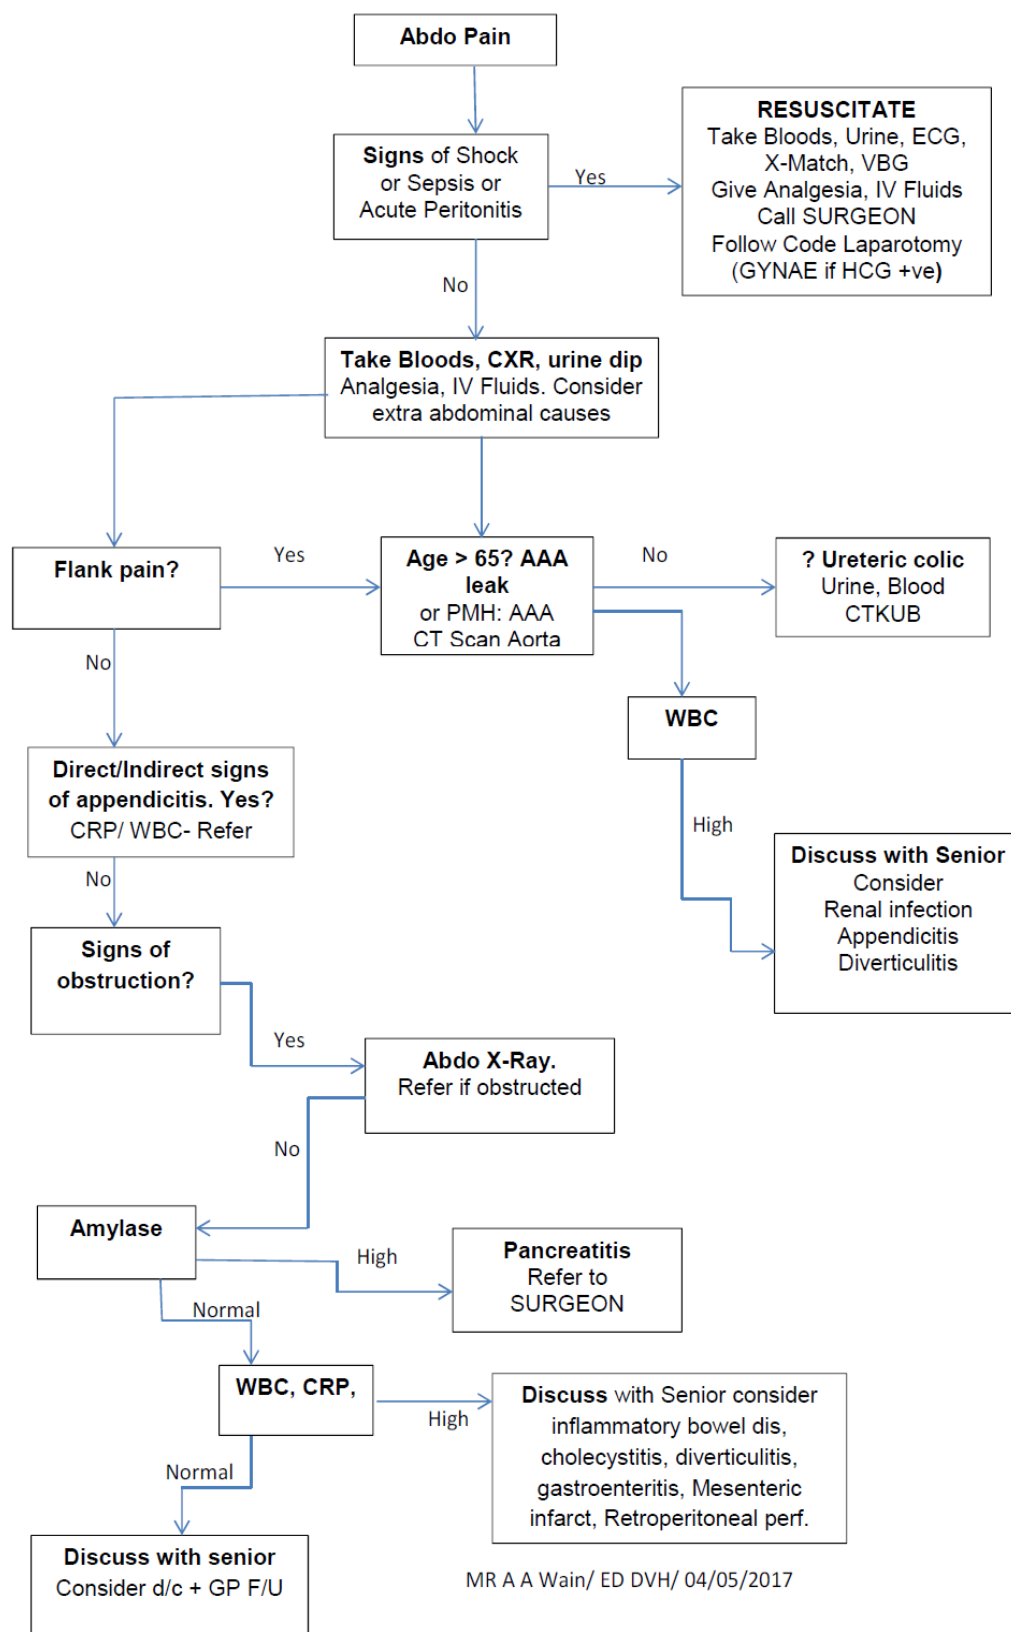 Abdo Pain
Signs of Shock
or Sepsis or
Acute Peritonitis
Yes
RESUSCITATE
Take Bloods, Urine, ECG,
X-Match, VBG
Give Analgesia, IV Fluids
Call SURGEON
Follow Code Laparotomy
(GYNAE if HCG +ve)
No
Take Bloods, CXR, urine dip
Analgesia, IV Fluids. Consider
extra abdominal causes
Flank pain?
Yes
Age > 65? AAA
leak
or PMH: AAA
CT Scan Aorta
No
? Ureteric colic
Urine, Blood
CTKUB
No
WBC
High
Discuss with Senior
Consider
Renal infection
Appendicitis
Diverticulitis
Direct/Indirect signs
of appendicitis. Yes?
CRP/ WBC- Refer
No
Signs of
obstruction?
Yes
Abdo X-Ray.
Refer if obstructed
No
Amylase
High
Pancreatitis
Refer to
SURGEON
Normal
WBC, CRP,
High
Discuss with Senior consider
inflammatory bowel dis,
cholecystitis, diverticulitis,
gastroenteritis, Mesenteric
infarct, Retroperitoneal perf.
Normal
Discuss with senior
Consider d/c + GP F/U
MR A A Wain/ ED DVH/ 04/05/2017